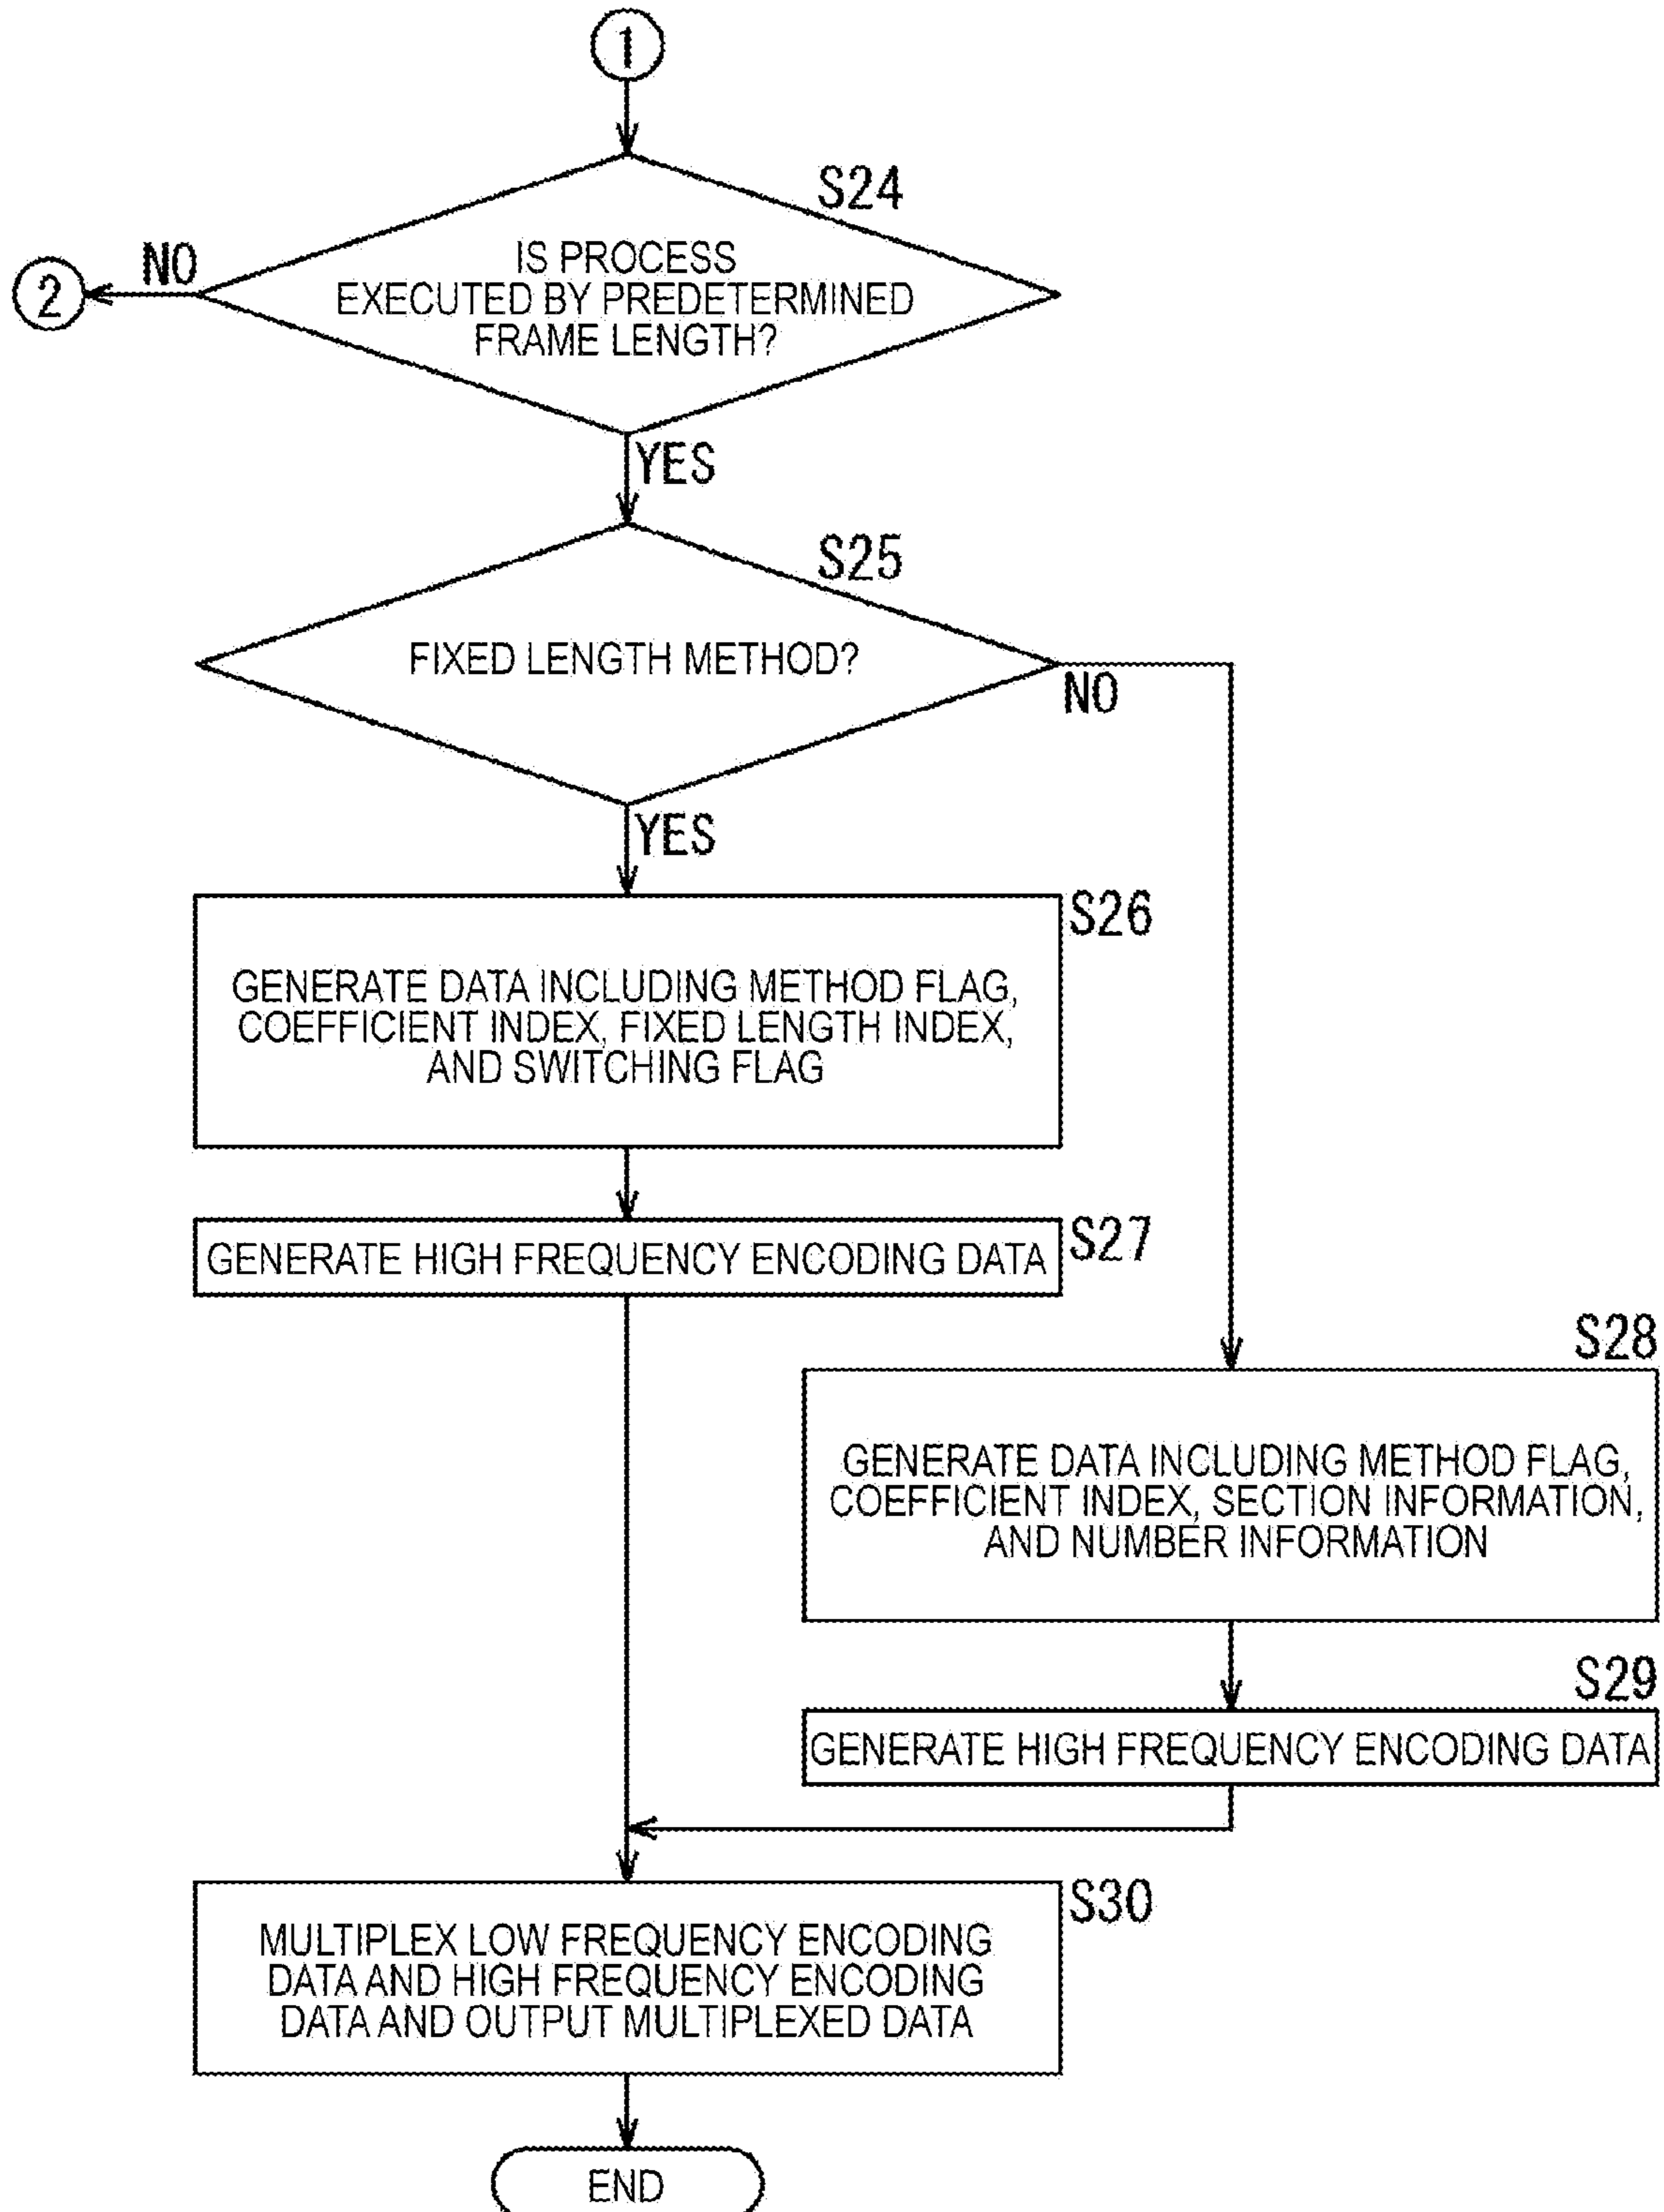 1
S24
IS PROCESS
EXECUTED BY PREDETERMINED
FRAME LENGTH?
NO
2
YES
S25
FIXED LENGTH METHOD?
NO
YES
S26
GENERATE DATA INCLUDING METHOD FLAG,
COEFFICIENT INDEX, FIXED LENGTH INDEX,
AND SWITCHING FLAG
S27
GENERATE HIGH FREQUENCY ENCODING DATA
S28
GENERATE DATA INCLUDING METHOD FLAG,
COEFFICIENT INDEX, SECTION INFORMATION,
AND NUMBER INFORMATION
S29
GENERATE HIGH FREQUENCY ENCODING DATA
S30
MULTIPLEX LOW FREQUENCY ENCODING
DATA AND HIGH FREQUENCY ENCODING
DATA AND OUTPUT MULTIPLEXED DATA
END